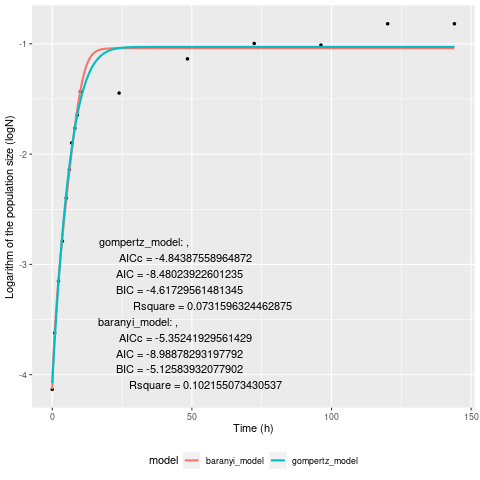 Logarithm of the population size (logN)
-1
-2
-3
-4
gompertz_model: ,
AICc = -4.84387558964872
AIC = -8.48023922601235
BIC = -4.61729561481345
Rsquare = 0.0731596324462875
baranyi_model: ,
AICc = -5.35241929561429
AIC = -8.98878293197792
BIC = -5.12583932077902
Rsquare = 0.102155073430537
0 50 100 150
Time (h)
model baranyi_model gompertz_model